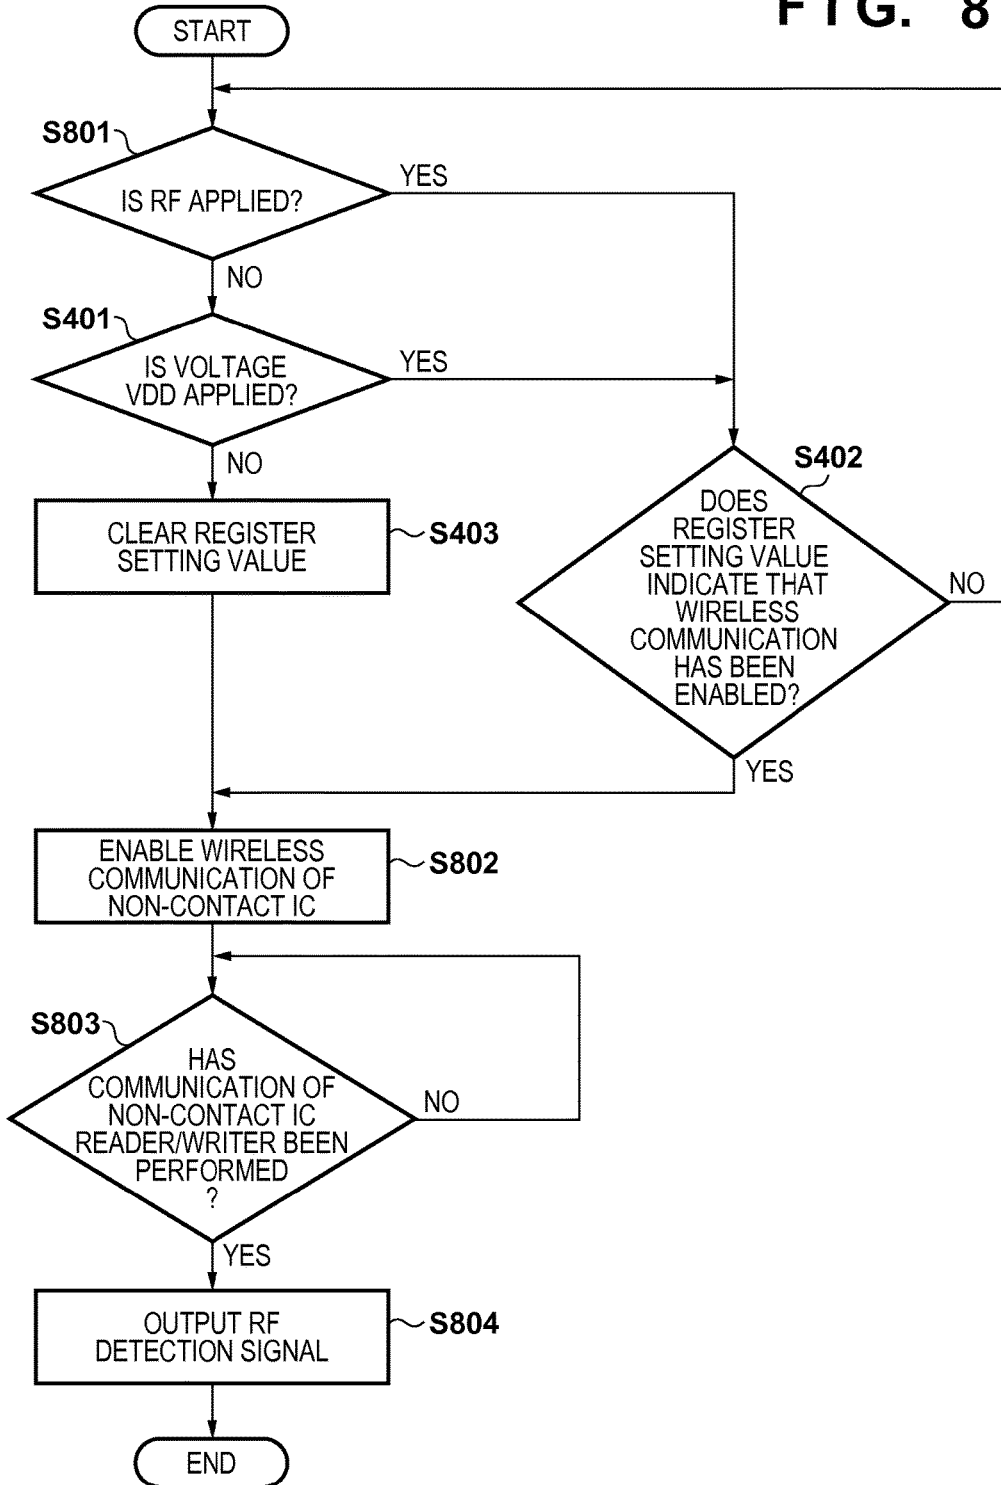 FIG. 8
START
S801
IS RF APPLIED?
YES
NO
S401
IS VOLTAGE
VDD APPLIED?
YES
NO
S402
DOES
REGISTER
SETTING VALUE
INDICATE THAT
WIRELESS
COMMUNICATION
HAS BEEN
ENABLED?
NO
YES
CLEAR REGISTER
SETTING VALUE
S403
ENABLE WIRELESS
COMMUNICATION OF
NON-CONTACT IC
S802
S803
HAS
COMMUNICATION OF
NON-CONTACT IC
READER/WRITER BEEN
PERFORMED
?
NO
YES
OUTPUT RF
DETECTION SIGNAL
S804
END